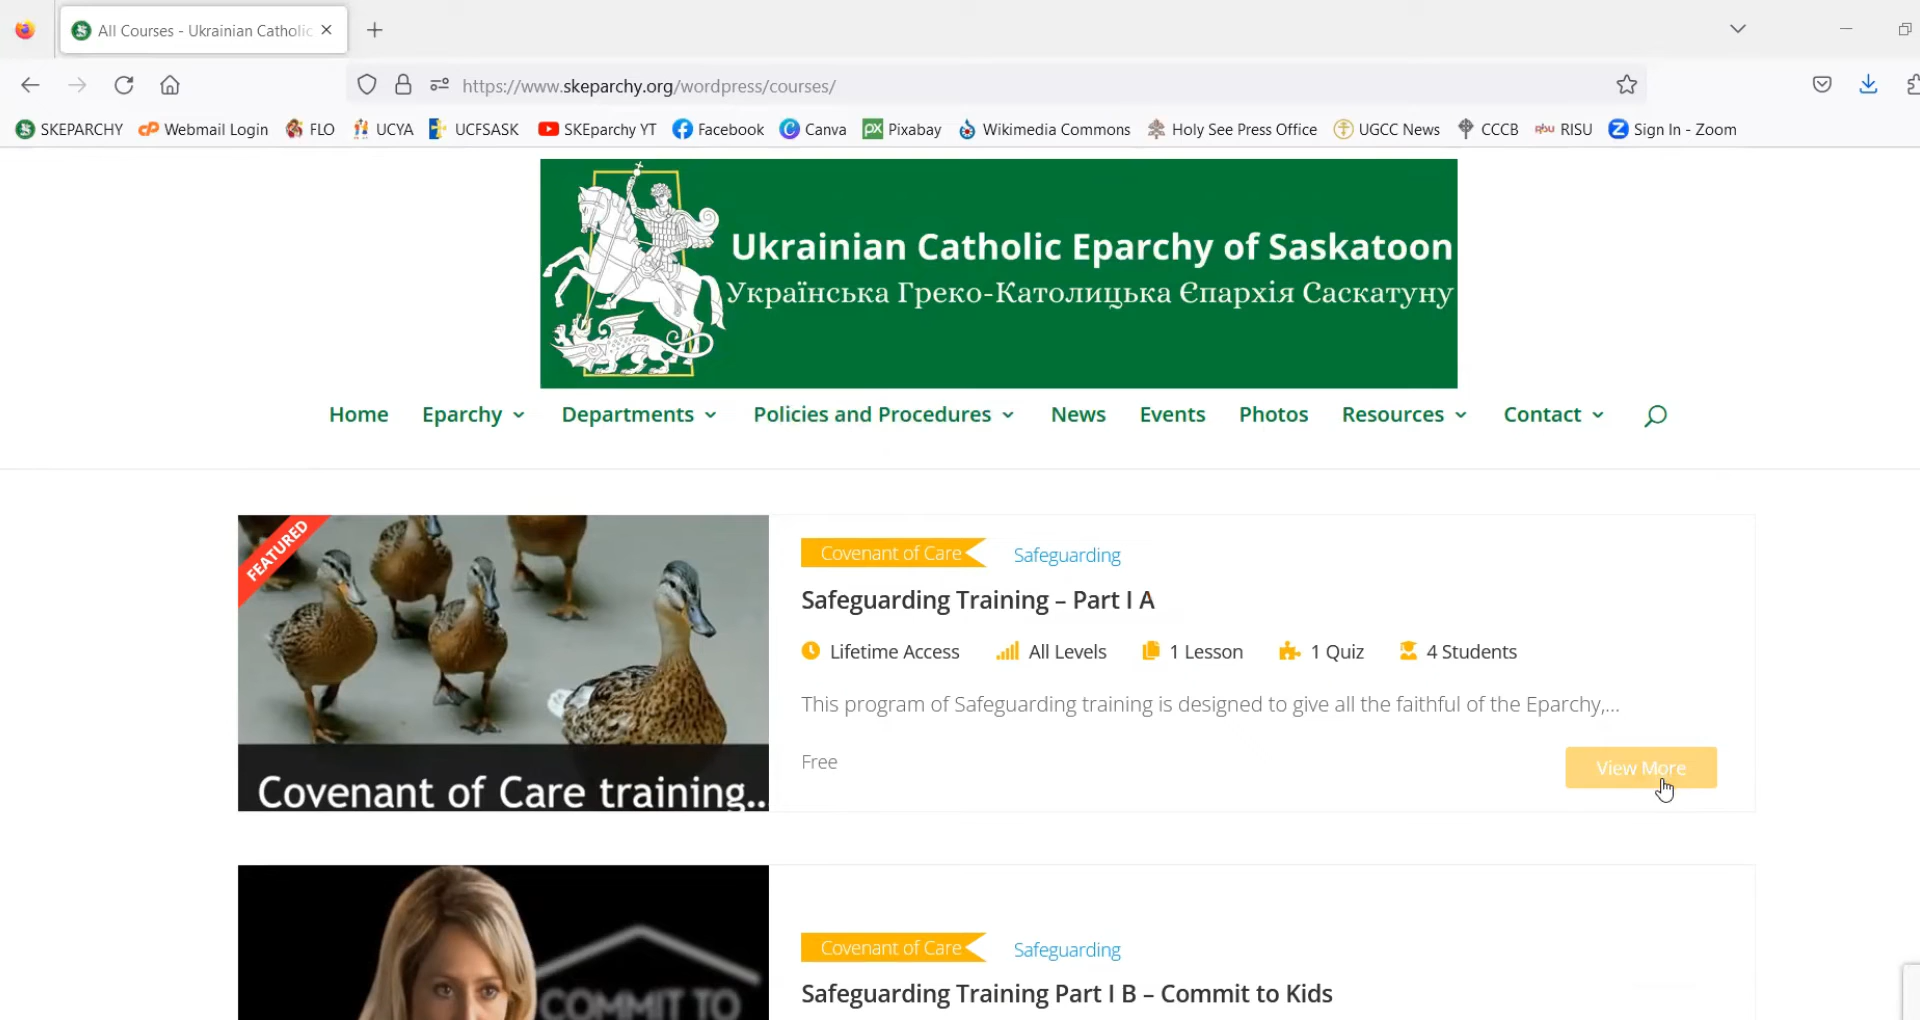 All Courses - Ukrainian Catholic
https://www.skeparchy.org/wordpress/courses/
SKEPARCHY Webmail Login FLO UCYA UCFSASK SKEparchy YT Facebook Canva Pixabay Wikimedia Commons Holy See Press Office UGCC News CCCB RISU Sign In - Zoom
Ukrainian Catholic Eparchy of Saskatoon
Українська Греко-Католицька Єпархія Саскатуну
Home Eparchy Departments Policies and Procedures News Events Photos Resources Contact
FEATURED
Covenant of Care training...
Covenant of Care Safeguarding
Safeguarding Training – Part I A
Lifetime Access All Levels 1 Lesson 1 Quiz 4 Students
This program of Safeguarding training is designed to give all the faithful of the Eparchy,...
Free View More
COMMIT TO
Covenant of Care Safeguarding
Safeguarding Training Part I B – Commit to Kids